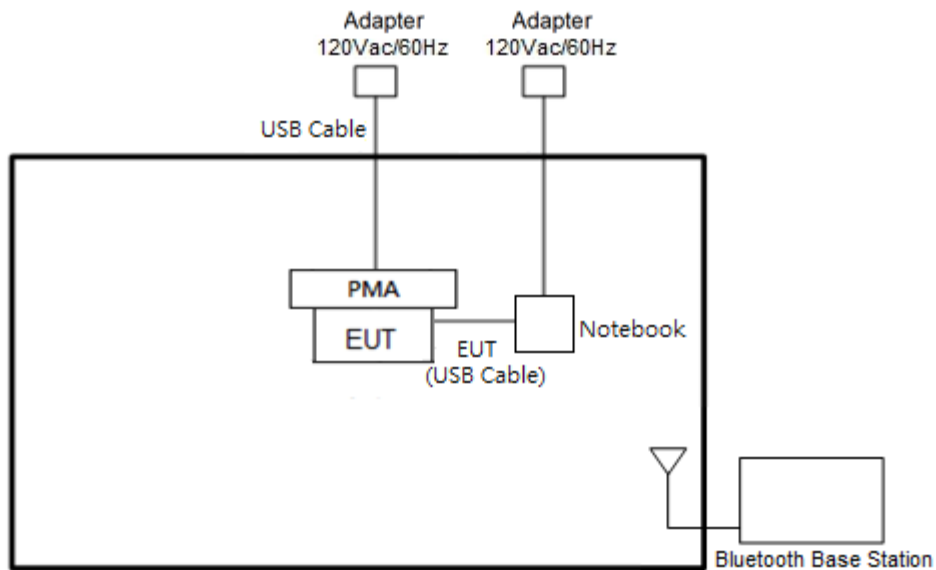 Adapter
120Vac/60Hz
Adapter
120Vac/60Hz
USB Cable
PMA
EUT
EUT
(USB Cable)
Notebook
Bluetooth Base Station